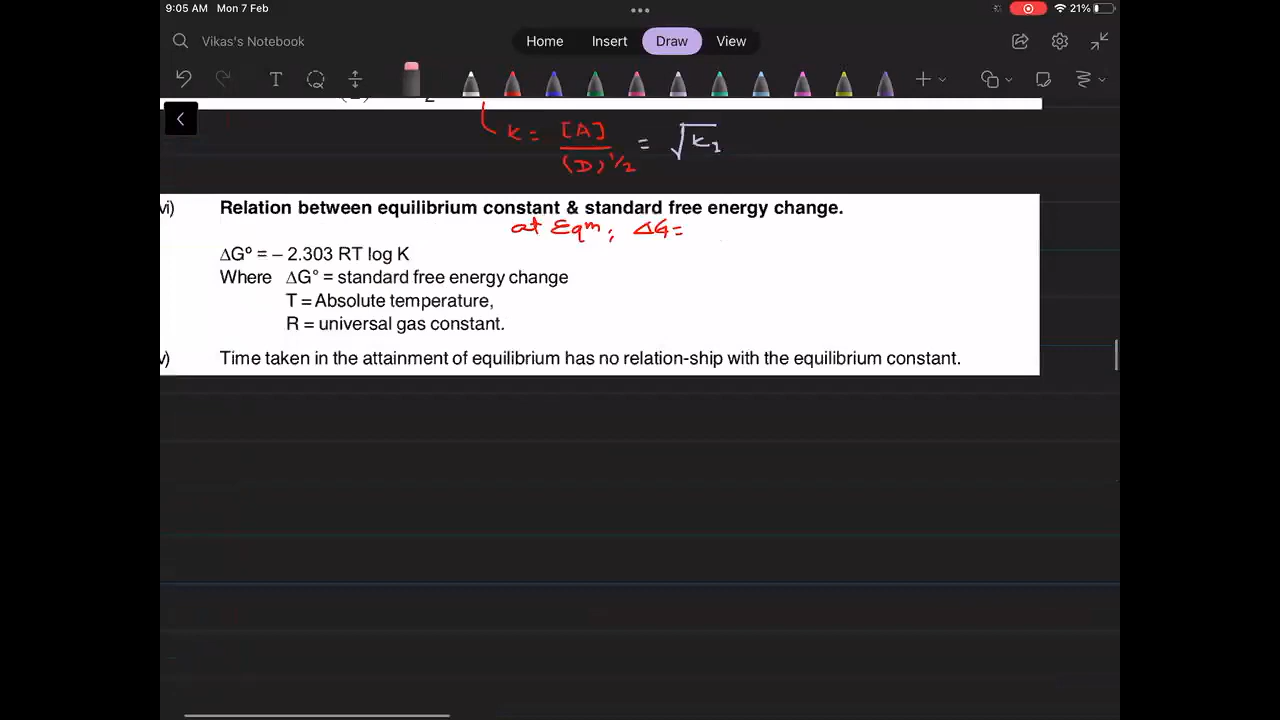 9:05 AM Mon 7 Feb
21%
Vikas's Notebook
Home Insert Draw View
K = [A] / (D)^1/2 = √K1
vi) Relation between equilibrium constant & standard free energy change.
at Eqm; ΔG=
ΔGº = – 2.303 RT log K
Where ΔG° = standard free energy change
T = Absolute temperature,
R = universal gas constant.
v) Time taken in the attainment of equilibrium has no relation-ship with the equilibrium constant.